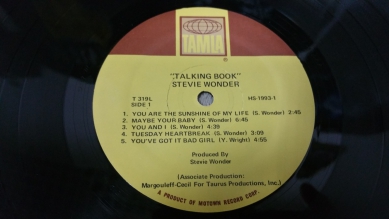 TAMLA
"TALKING BOOK"
STEVIE WONDER
T 319L
SIDE 1
HS-1993-1
1. YOU ARE THE SUNSHINE OF MY LIFE (S. Wonder) 2:45
2. MAYBE YOUR BABY (S. Wonder) 6:45
3. YOU AND I (S. Wonder) 4:39
4. TUESDAY HEARTBREAK (S. Wonder) 3:09
5. YOU'VE GOT IT BAD GIRL (Y. Wright) 4:55
Produced By
Stevie Wonder
(Associate Production:
Margouleff-Cecil For Taurus Productions, Inc.)
A PRODUCT OF MOTOWN RECORD CORP.